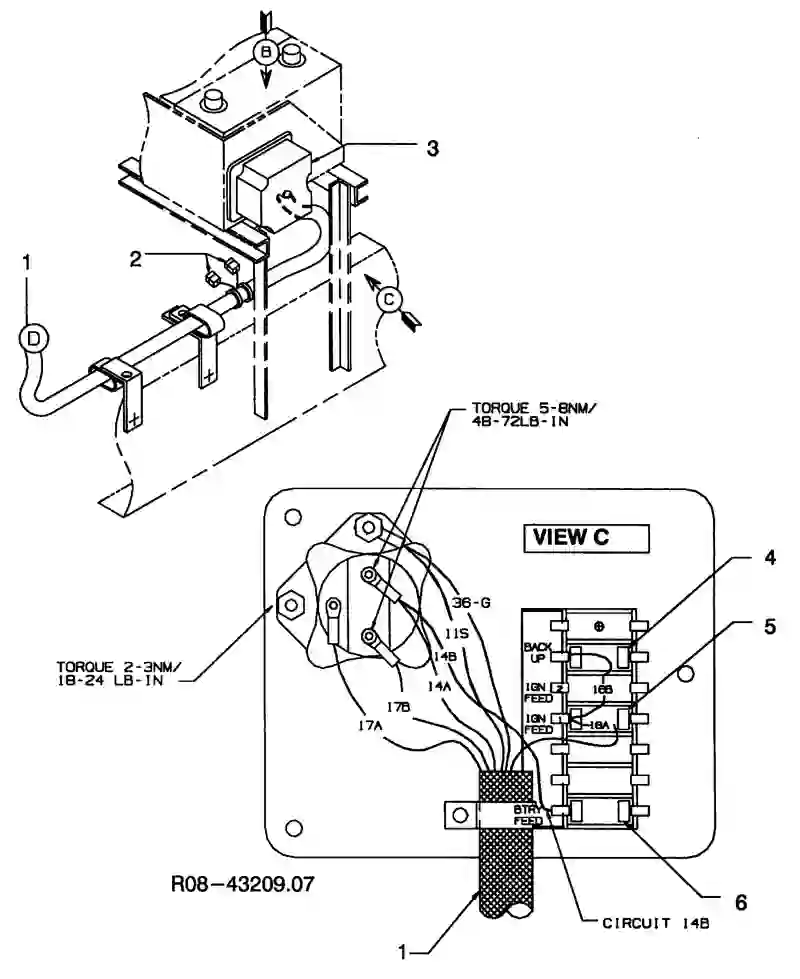 B
3
1
2
C
D
TORQUE 5-8NM/
48-72LB-IN
VIEW C
4
36-G
5
11S
BACK
UP
14B
16B
TORQUE 2-3NM/
18-24 LB-IN
14A
IGN
FEED
2
17B
IGN
FEED
1
16A
17A
BTRY
FEED
R08-43209.07
6
CIRCUIT 14B
1